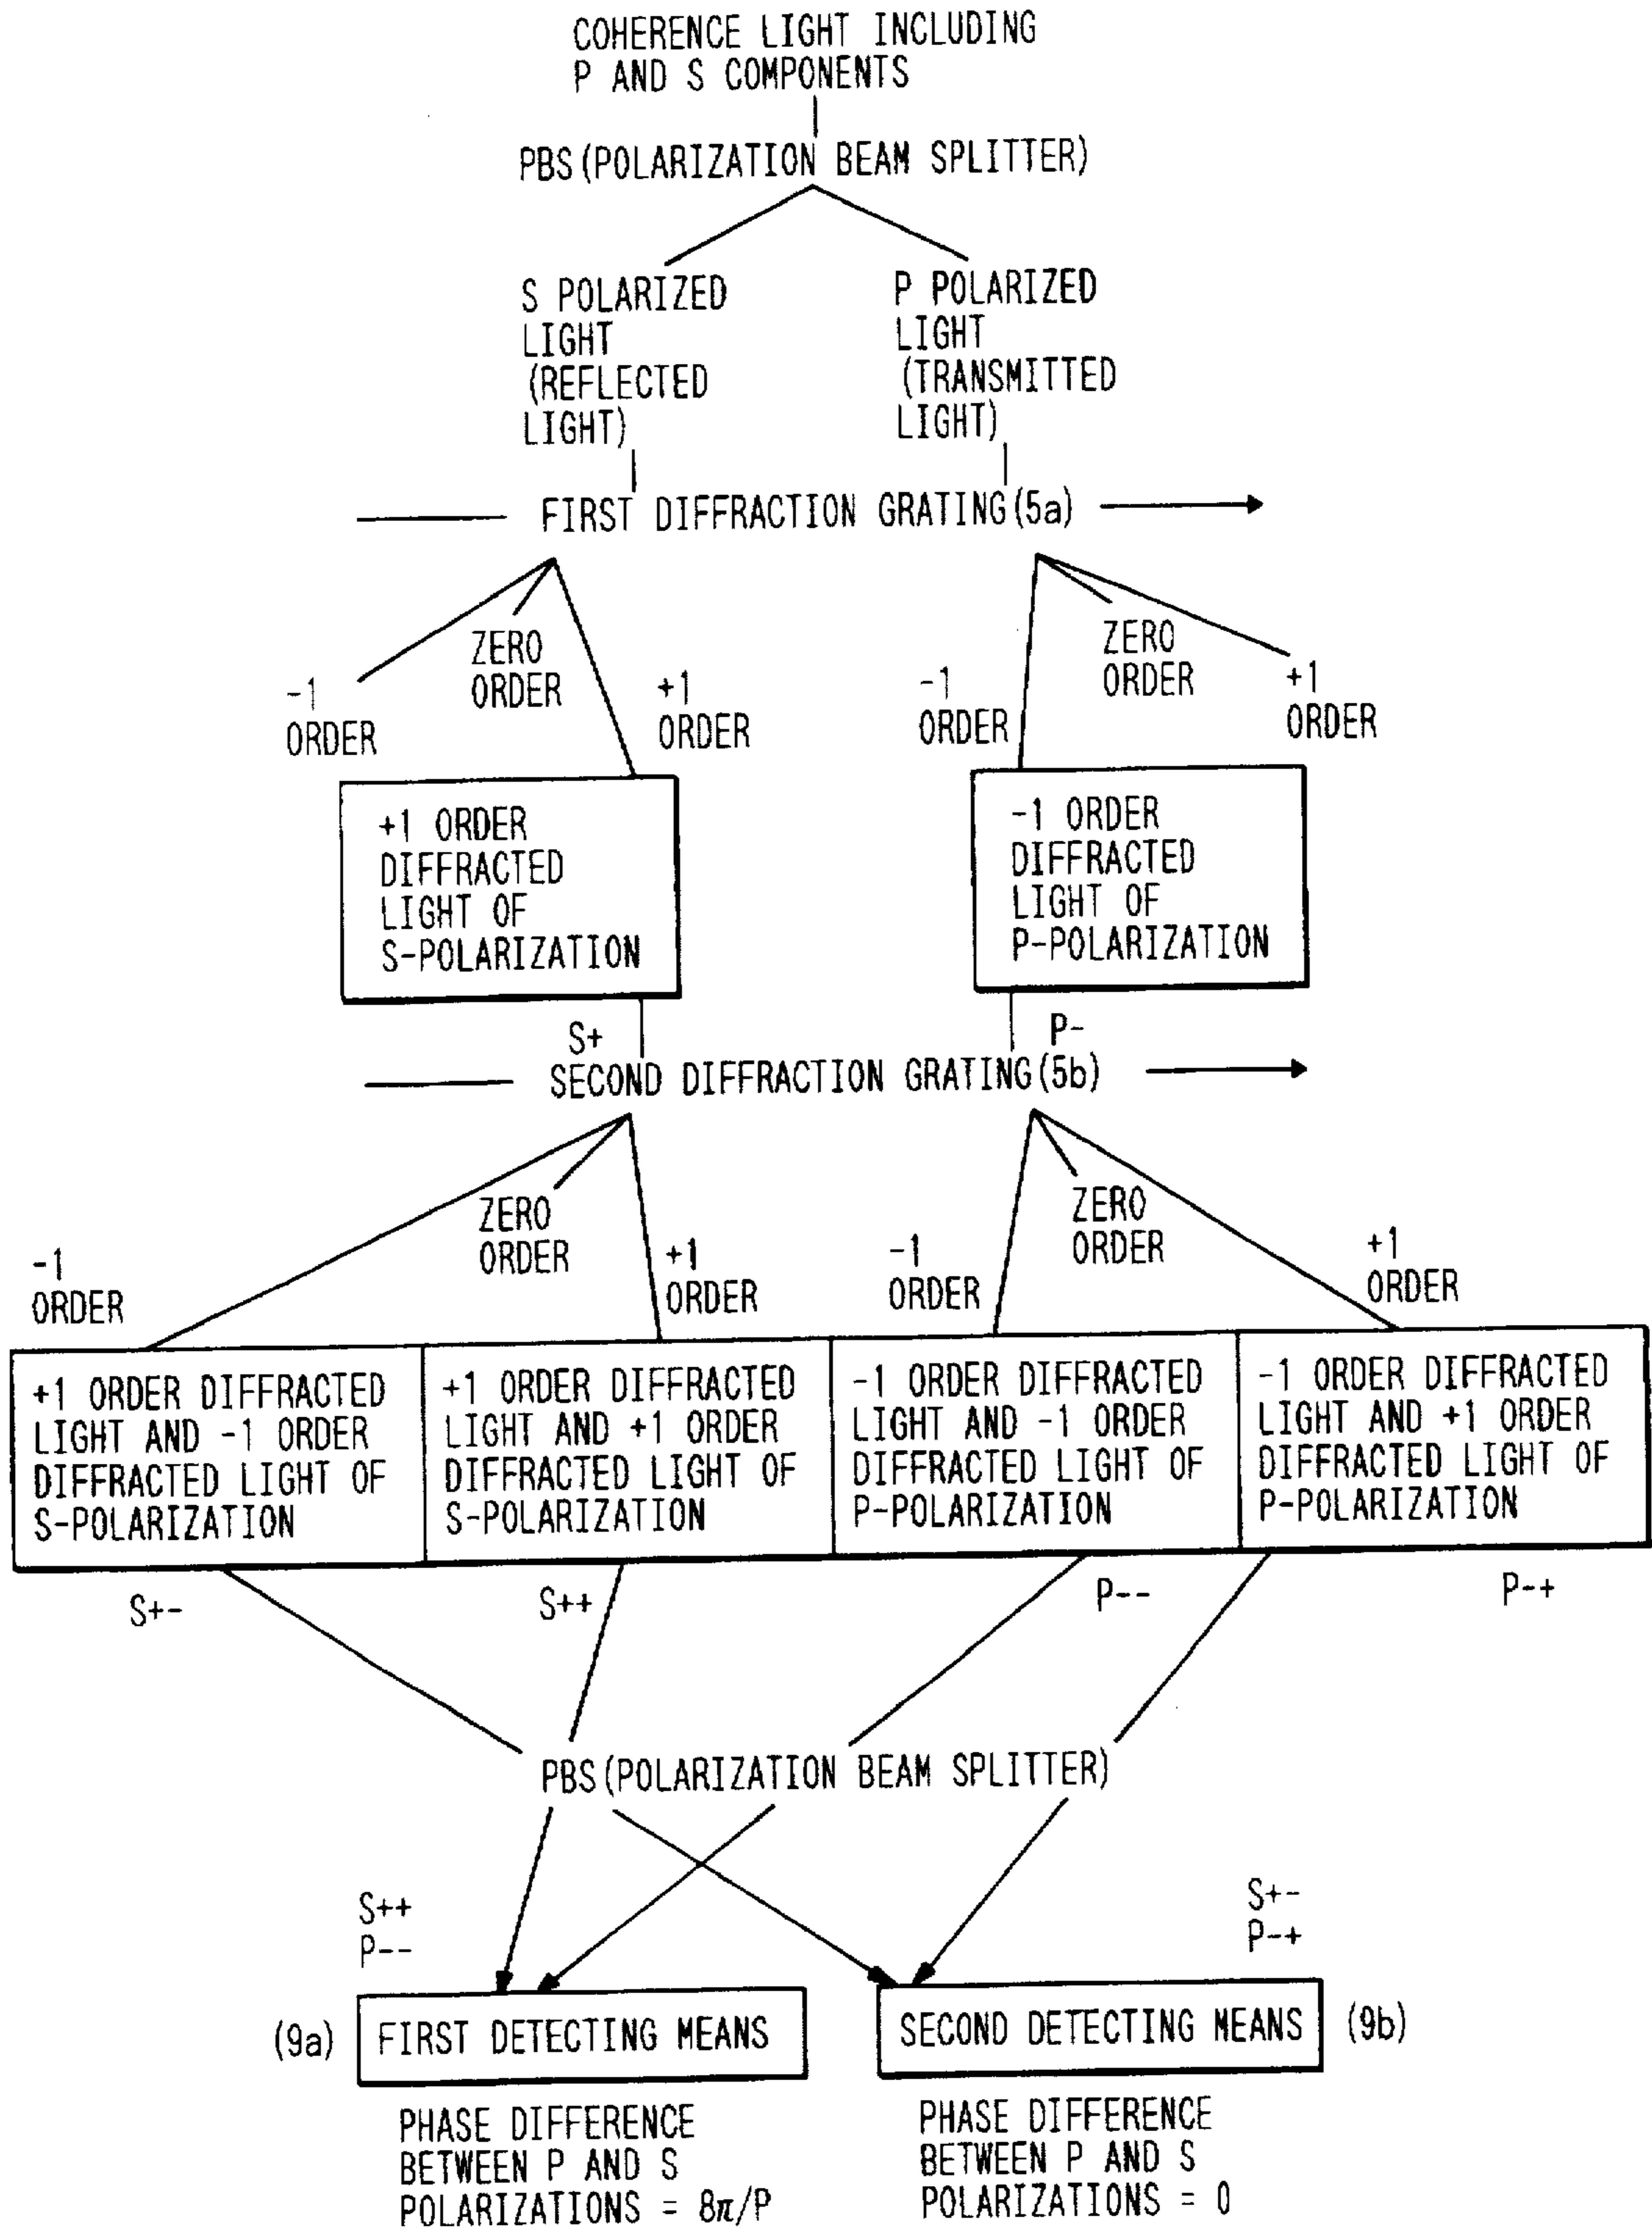 COHERENCE LIGHT INCLUDING
P AND S COMPONENTS
PBS(POLARIZATION BEAM SPLITTER)
S POLARIZED
LIGHT
(REFLECTED
LIGHT)
P POLARIZED
LIGHT
(TRANSMITTED
LIGHT)
FIRST DIFFRACTION GRATING(5a)
-1
ORDER
ZERO
ORDER
+1
ORDER
-1
ORDER
ZERO
ORDER
+1
ORDER
+1 ORDER
DIFFRACTED
LIGHT OF
S-POLARIZATION
-1 ORDER
DIFFRACTED
LIGHT OF
P-POLARIZATION
S+
P-
SECOND DIFFRACTION GRATING(5b)
-1
ORDER
ZERO
ORDER
+1
ORDER
-1
ORDER
ZERO
ORDER
+1
ORDER
+1 ORDER DIFFRACTED
LIGHT AND -1 ORDER
DIFFRACTED LIGHT OF
S-POLARIZATION
+1 ORDER DIFFRACTED
LIGHT AND +1 ORDER
DIFFRACTED LIGHT OF
S-POLARIZATION
-1 ORDER DIFFRACTED
LIGHT AND -1 ORDER
DIFFRACTED LIGHT OF
P-POLARIZATION
-1 ORDER DIFFRACTED
LIGHT AND +1 ORDER
DIFFRACTED LIGHT OF
P-POLARIZATION
S+-
S++
P--
P-+
PBS(POLARIZATION BEAM SPLITTER)
S++
P--
S+-
P-+
(9a)
FIRST DETECTING MEANS
SECOND DETECTING MEANS
(9b)
PHASE DIFFERENCE
BETWEEN P AND S
POLARIZATIONS = 8π/P
PHASE DIFFERENCE
BETWEEN P AND S
POLARIZATIONS = 0